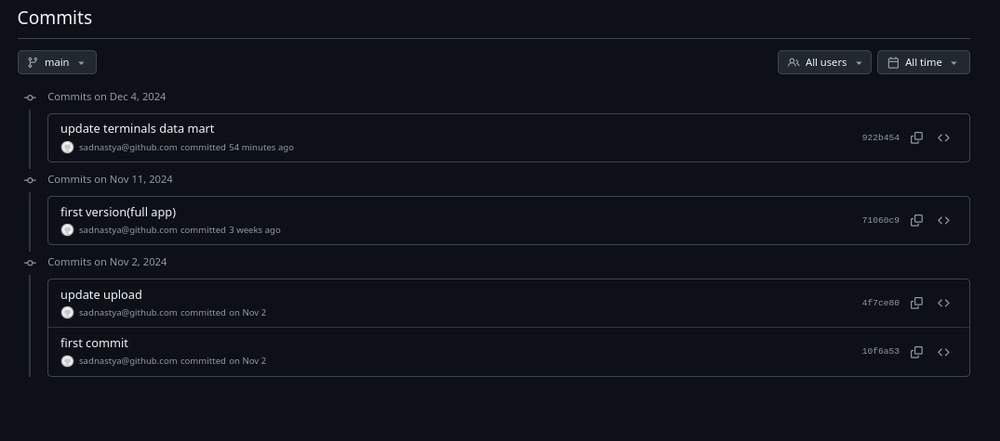 Commits
main
All users
All time
Commits on Dec 4, 2024
update terminals data mart
sadnastya@github.com committed 54 minutes ago
922b454
Commits on Nov 11, 2024
first version(full app)
sadnastya@github.com committed 3 weeks ago
71060c9
Commits on Nov 2, 2024
update upload
sadnastya@github.com committed on Nov 2
4f7ce80
first commit
sadnastya@github.com committed on Nov 2
10f6a53